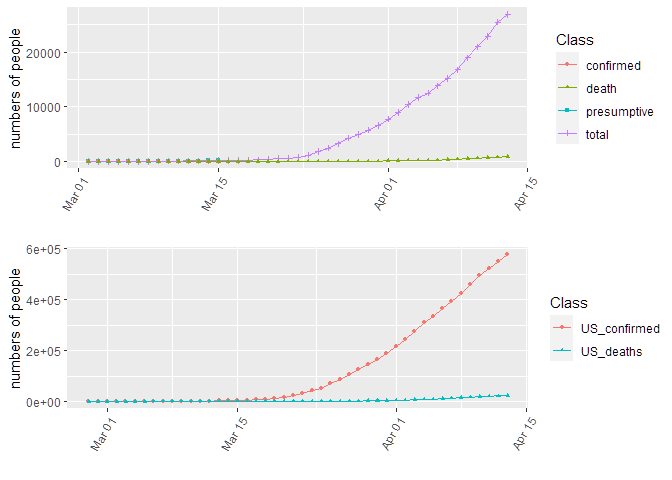 numbers of people
20000
10000
0
Mar 01
Mar 15
Apr 01
Apr 15
Class
confirmed
death
presumptive
total
numbers of people
6e+05
4e+05
2e+05
0e+00
Mar 01
Mar 15
Apr 01
Apr 15
Class
US_confirmed
US_deaths